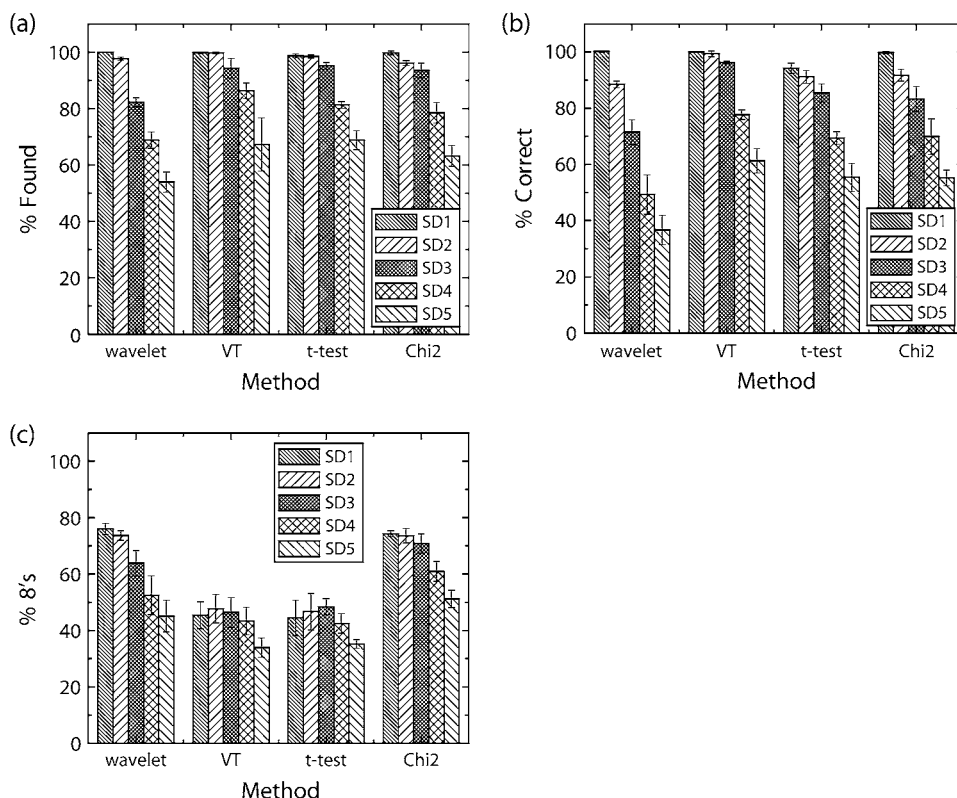 (a)
% Found
100
80
60
40
20
0
SD1
SD2
SD3
SD4
SD5
wavelet VT t-test Chi2
Method
(b)
% Correct
100
80
60
40
20
0
SD1
SD2
SD3
SD4
SD5
wavelet VT t-test Chi2
Method
(c)
% 8's
100
80
60
40
20
0
SD1
SD2
SD3
SD4
SD5
wavelet VT t-test Chi2
Method